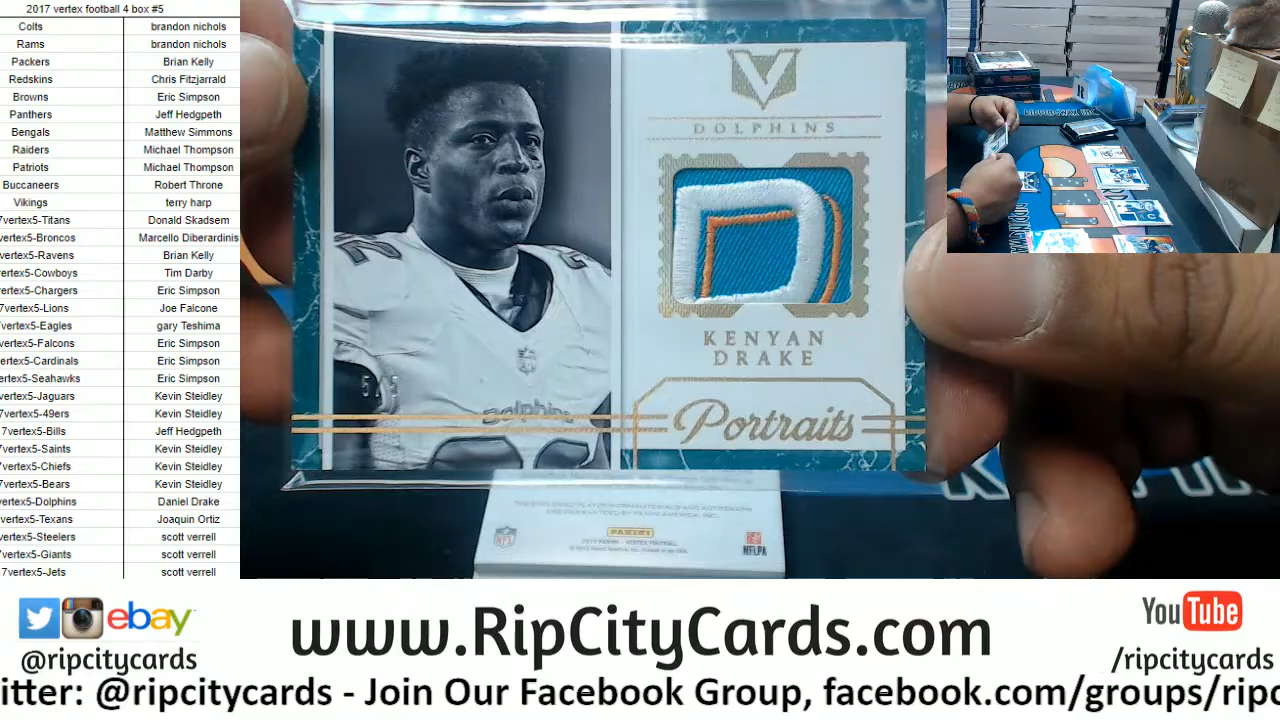 2017 vertex football 4 box #5
Colts brandon nichols
Rams brandon nichols
Packers Brian Kelly
Redskins Chris Fitzjarrald
Browns Eric Simpson
Panthers Jeff Hedgpeth
Bengals Matthew Simmons
Raiders Michael Thompson
Patriots Michael Thompson
Buccaneers Robert Throne
Vikings terry harp
7vertex5-Titans Donald Skadsem
vertex5-Broncos Marcello Diberardinis
vertex5-Ravens Brian Kelly
vertex5-Cowboys Tim Darby
vertex5-Chargers Eric Simpson
7vertex5-Lions Joe Falcone
vertex5-Eagles gary Teshima
vertex5-Falcons Eric Simpson
vertex5-Cardinals Eric Simpson
ertex5-Seahawks Eric Simpson
vertex5-Jaguars Kevin Steidley
7vertex5-49ers Kevin Steidley
7vertex5-Bills Jeff Hedgpeth
vertex5-Saints Kevin Steidley
vertex5-Chiefs Kevin Steidley
7vertex5-Bears Kevin Steidley
vertex5-Dolphins Daniel Drake
vertex5-Texans Joaquin Ortiz
vertex5-Steelers scott verrell
vertex5-Giants scott verrell
7vertex5-Jets scott verrell
V
DOLPHINS
KENYAN
DRAKE
Portraits
dolphins
NFL
PANINI
NFLPA
ebay
@ripcitycards
www.RipCityCards.com
YouTube
/ripcitycards
itter: @ripcitycards - Join Our Facebook Group, facebook.com/groups/ripc